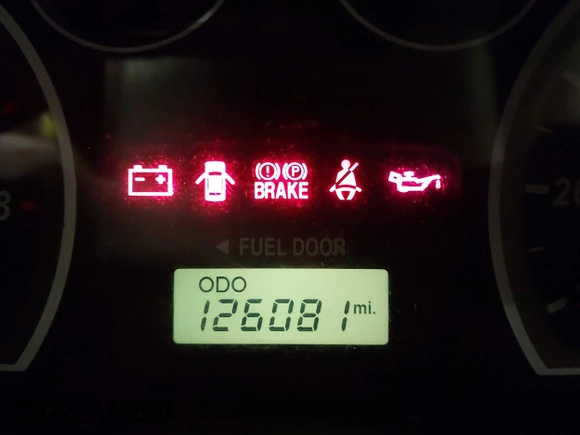 (!) (P)
BRAKE
◄ FUEL DOOR
ODO
126081 mi.